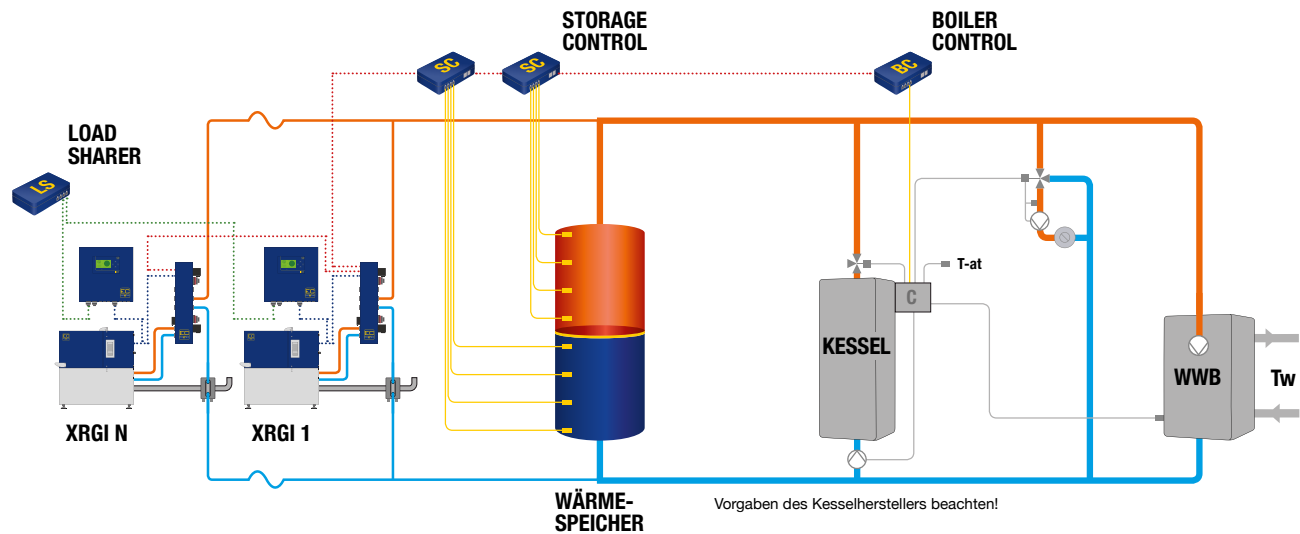 STORAGE
CONTROL
BOILER
CONTROL
SC
SC
BC
LOAD
SHARER
LS
T-at
C
KESSEL
WWB
Tw
XRGI N
XRGI 1
WÄRME-
SPEICHER
Vorgaben des Kesselherstellers beachten!